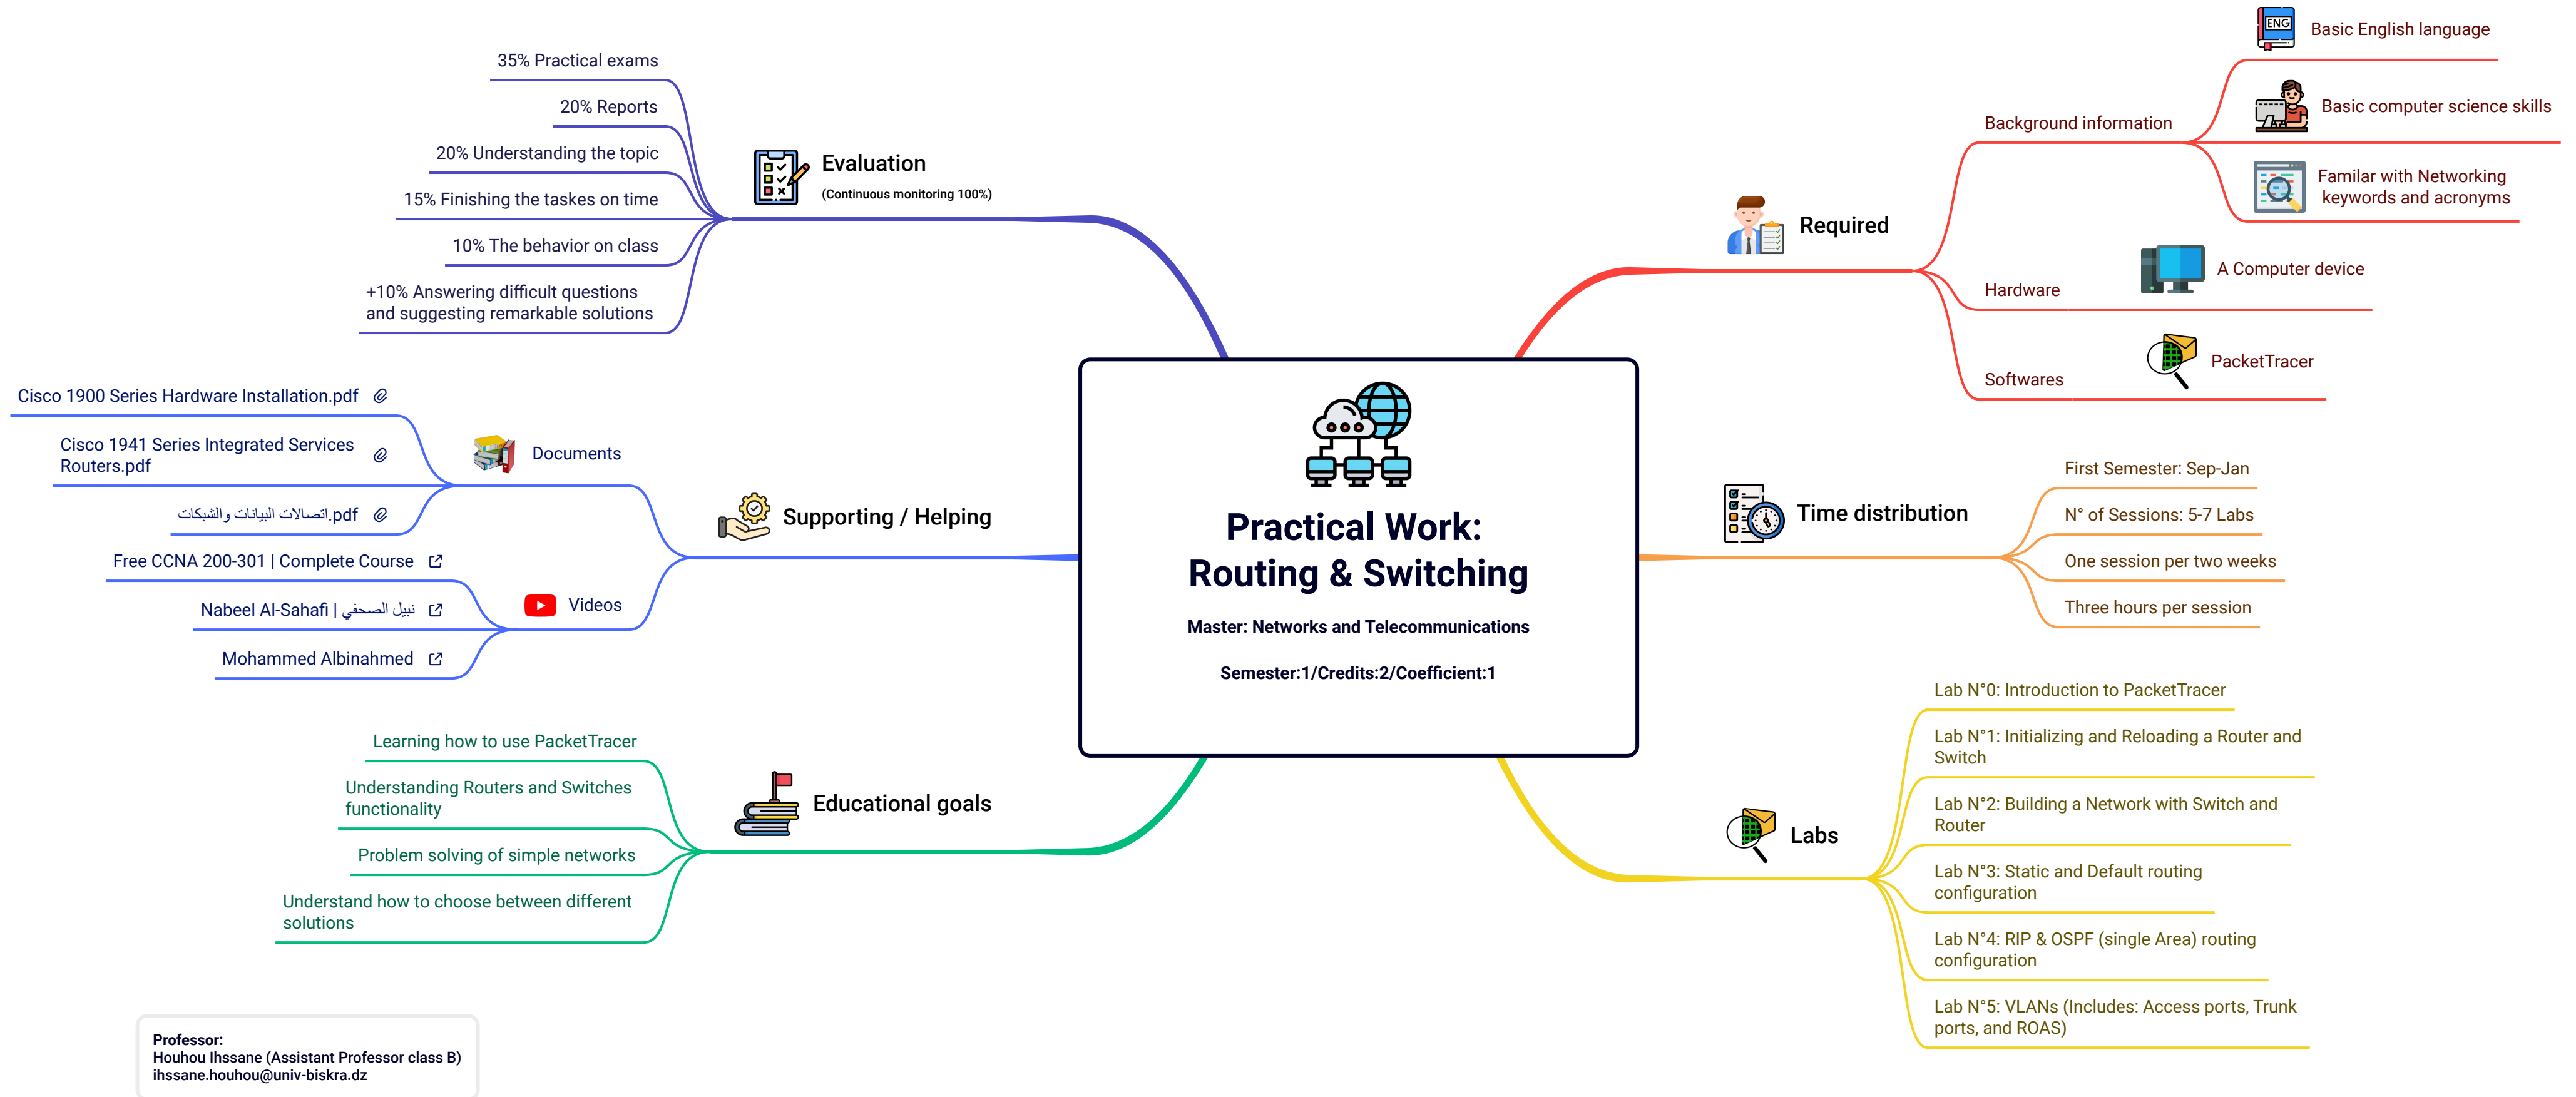 Practical Work:
Routing & Switching
Master: Networks and Telecommunications
Semester:1/Credits:2/Coefficient:1
Evaluation
(Continuous monitoring 100%)
35% Practical exams
20% Reports
20% Understanding the topic
15% Finishing the taskes on time
10% The behavior on class
+10% Answering difficult questions
and suggesting remarkable solutions
Supporting / Helping
Documents
Cisco 1900 Series Hardware Installation.pdf
Cisco 1941 Series Integrated Services
Routers.pdf
اتصالات البيانات والشبكات.pdf
Videos
Free CCNA 200-301 | Complete Course
Nabeel Al-Sahafi | نبيل الصحفي
Mohammed Albinahmed
Educational goals
Learning how to use PacketTracer
Understanding Routers and Switches
functionality
Problem solving of simple networks
Understand how to choose between different
solutions
Required
Background information
ENG
Basic English language
Basic computer science skills
Familar with Networking
keywords and acronyms
Hardware
A Computer device
Softwares
PacketTracer
Time distribution
First Semester: Sep-Jan
N° of Sessions: 5-7 Labs
One session per two weeks
Three hours per session
Labs
Lab N°0: Introduction to PacketTracer
Lab N°1: Initializing and Reloading a Router and
Switch
Lab N°2: Building a Network with Switch and
Router
Lab N°3: Static and Default routing
configuration
Lab N°4: RIP & OSPF (single Area) routing
configuration
Lab N°5: VLANs (Includes: Access ports, Trunk
ports, and ROAS)
Professor:
Houhou Ihssane (Assistant Professor class B)
ihssane.houhou@univ-biskra.dz